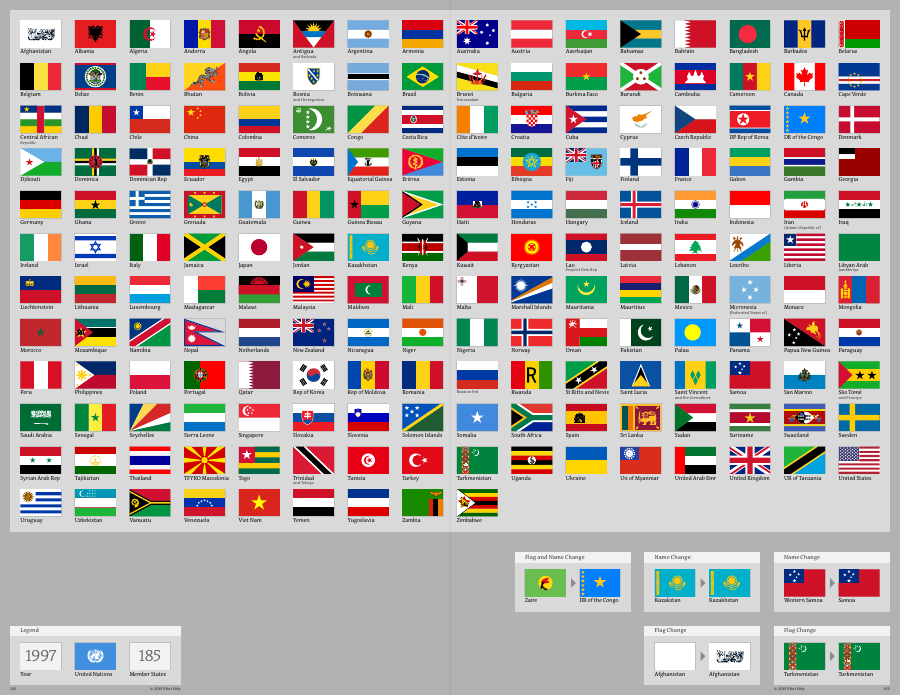 Afghanistan Albania Algeria Andorra Angola Antigua Argentina Armenia Australia Austria Azerbaijan Bahamas Bahrain Bangladesh Barbados Belarus
and Barbuda
Belgium Belize Benin Bhutan Bolivia Bosnia Botswana Brazil Brunei Bulgaria Burkina Faso Burundi Cambodia Cameroon Canada Cape Verde
and Herzegovina Darussalam
Central African Chad Chile China Colombia Comoros Congo Costa Rica Côte d'Ivoire Croatia Cuba Cyprus Czech Republic DP Rep of Korea DR of the Congo Denmark
Republic
Djibouti Dominica Dominican Rep Ecuador Egypt El Salvador Equatorial Guinea Eritrea Estonia Ethiopia Fiji Finland France Gabon Gambia Georgia
Germany Ghana Greece Grenada Guatemala Guinea Guinea Bissau Guyana Haiti Honduras Hungary Iceland India Indonesia Iran Iraq
(Islamic Republic of)
Ireland Israel Italy Jamaica Japan Jordan Kazakhstan Kenya Kuwait Kyrgyzstan Lao Latvia Lebanon Lesotho Liberia Libyan Arab
People's Dem Rep Jamahiriya
Liechtenstein Lithuania Luxembourg Madagascar Malawi Malaysia Maldives Mali Malta Marshall Islands Mauritania Mauritius Mexico Micronesia Monaco Mongolia
(Federated States of)
Morocco Mozambique Namibia Nepal Netherlands New Zealand Nicaragua Niger Nigeria Norway Oman Pakistan Palau Panama Papua New Guinea Paraguay
Peru Philippines Poland Portugal Qatar Rep of Korea Rep of Moldova Romania Russian Fed Rwanda St Kitts and Nevis Saint Lucia Saint Vincent Samoa San Marino São Domé
and the Grenadines and Principe
Saudi Arabia Senegal Seychelles Sierra Leone Singapore Slovakia Slovenia Solomon Islands Somalia South Africa Spain Sri Lanka Sudan Suriname Swaziland Sweden
Syrian Arab Rep Tajikistan Thailand TFYRO Macedonia Togo Trinidad Tunisia Turkey Turkmenistan Uganda Ukraine Un of Myanmar United Arab Emr United Kingdom UR of Tanzania United States
and Tobago
Uruguay Uzbekistan Vanuatu Venezuela Viet Nam Yemen Yugoslavia Zambia Zimbabwe
Flag and Name Change Name Change: Name Change
Zaire DR of the Congo Kazakstan Kazakhstan Western Samoa Samoa
Legend Flag Change Flag Change
1997 185
Year United Nations Member States Afghanistan Afghanistan Turkmenistan Turkmenistan